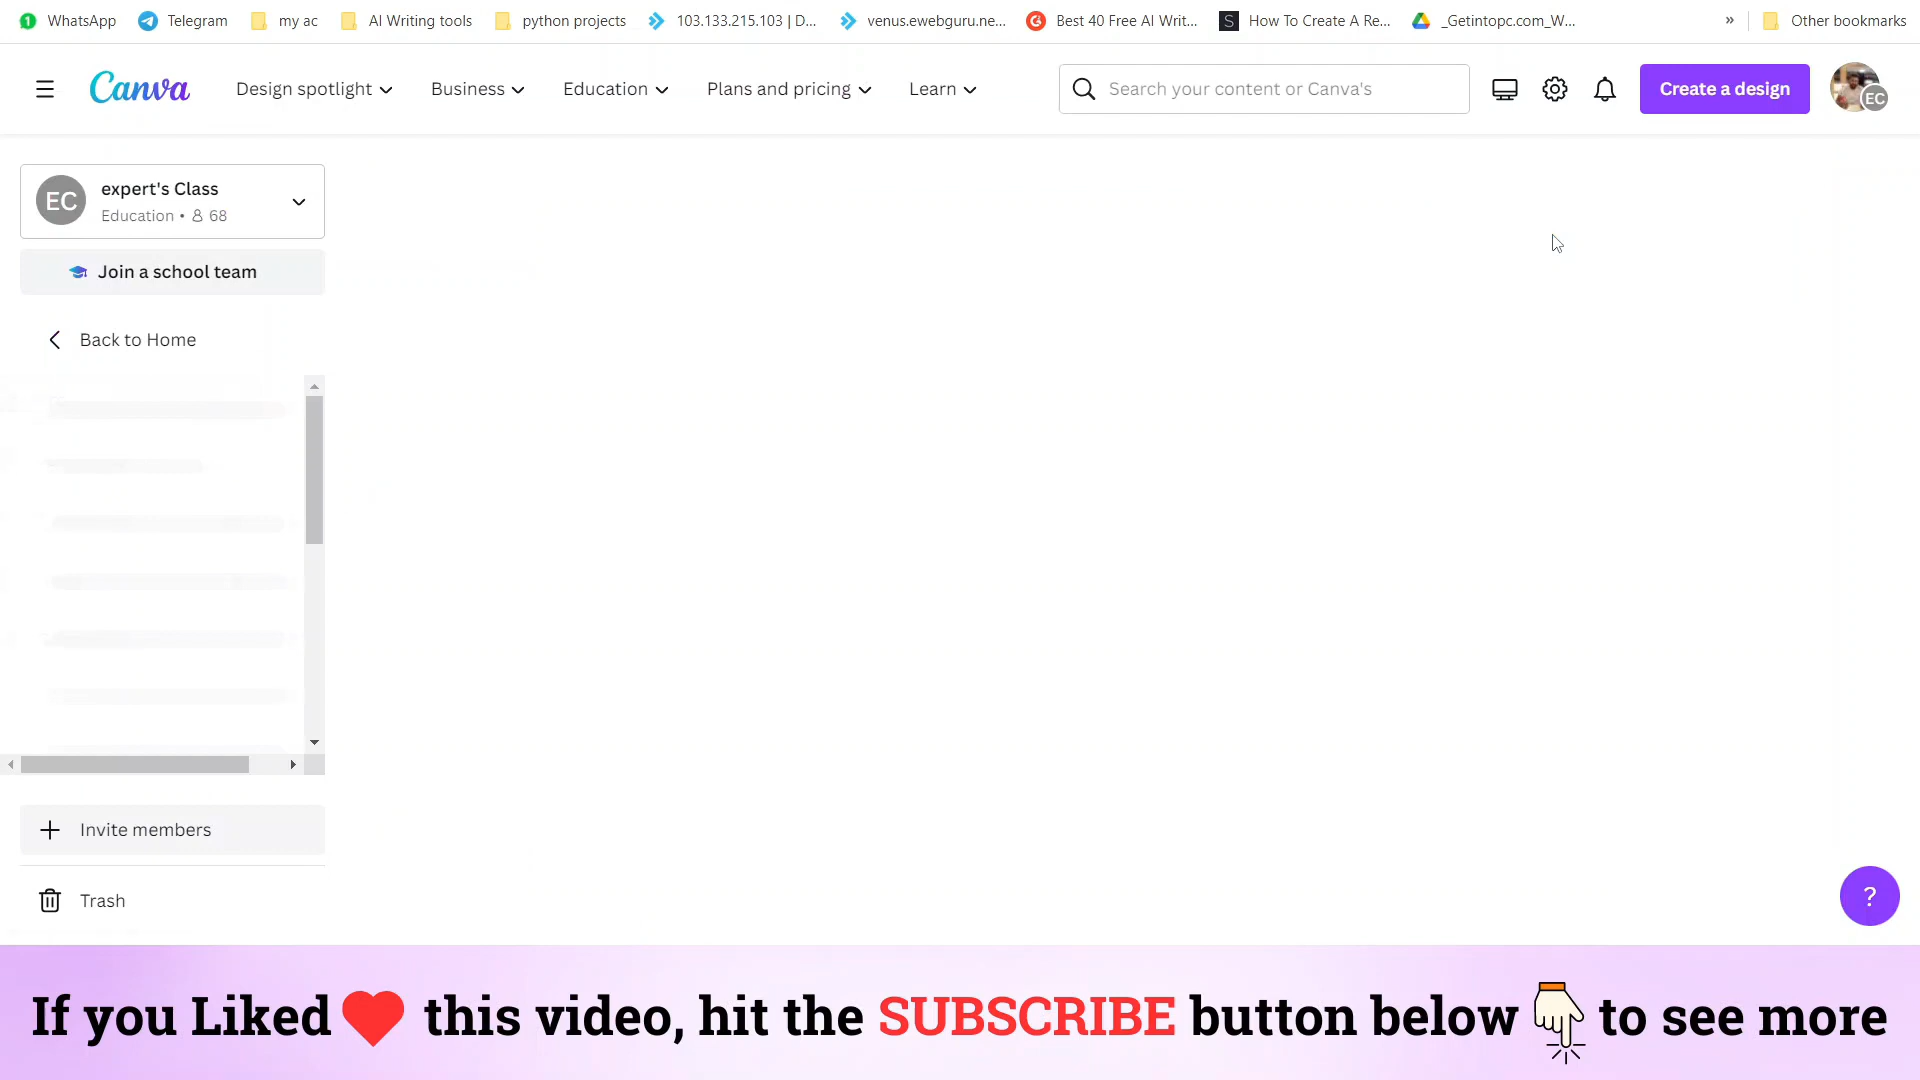 WhatsApp
Telegram
my ac
AI Writing tools
python projects
103.133.215.103 | D...
venus.ewebguru.ne...
Best 40 Free AI Writ...
S
How To Create A Re...
_Getintopc.com_W...
»
Other bookmarks
Canva
Design spotlight
Business
Education
Plans and pricing
Learn
Search your content or Canva's
Create a design
EC
EC
expert's Class
Education • 68
Join a school team
Back to Home
Invite members
Trash
?
If you Liked this video, hit the SUBSCRIBE button below to see more